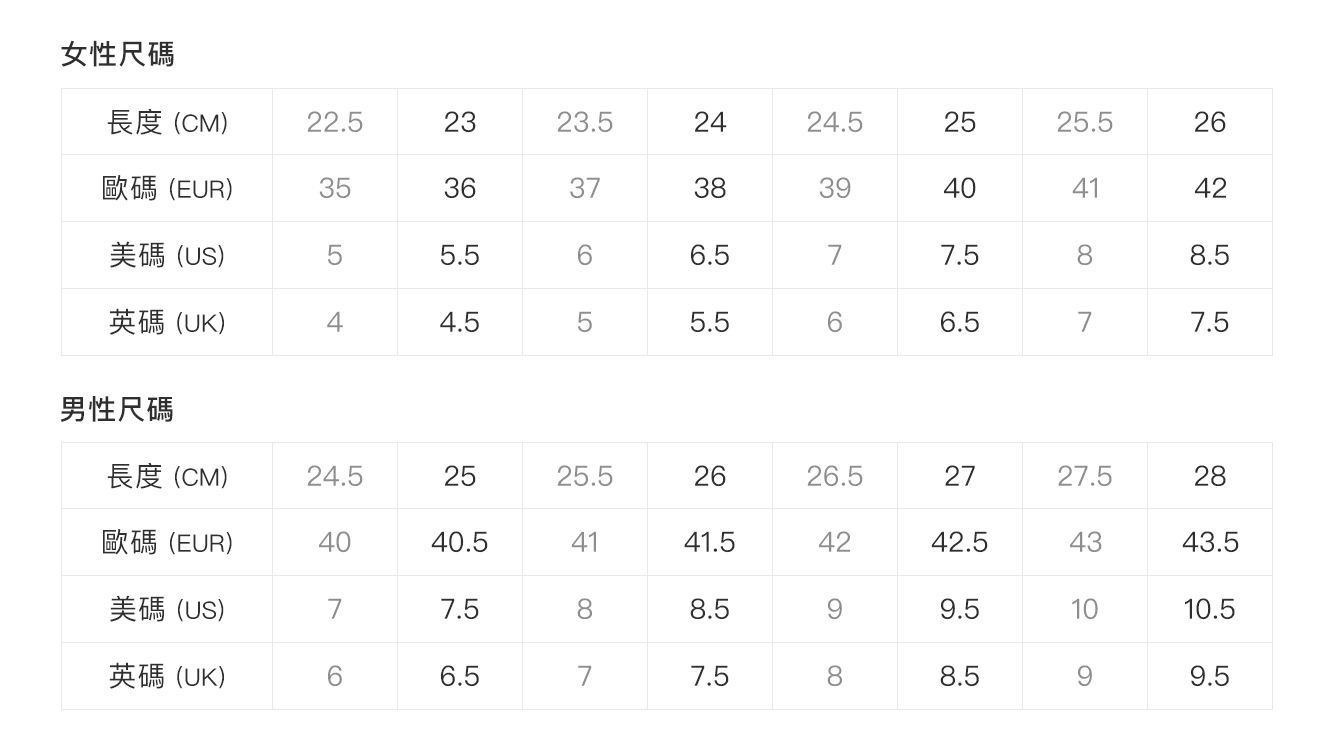 女性尺碼
長度 (CM) 22.5 23 23.5 24 24.5 25 25.5 26
歐碼 (EUR) 35 36 37 38 39 40 41 42
美碼 (US) 5 5.5 6 6.5 7 7.5 8 8.5
英碼 (UK) 4 4.5 5 5.5 6 6.5 7 7.5
男性尺碼
長度 (CM) 24.5 25 25.5 26 26.5 27 27.5 28
歐碼 (EUR) 40 40.5 41 41.5 42 42.5 43 43.5
美碼 (US) 7 7.5 8 8.5 9 9.5 10 10.5
英碼 (UK) 6 6.5 7 7.5 8 8.5 9 9.5